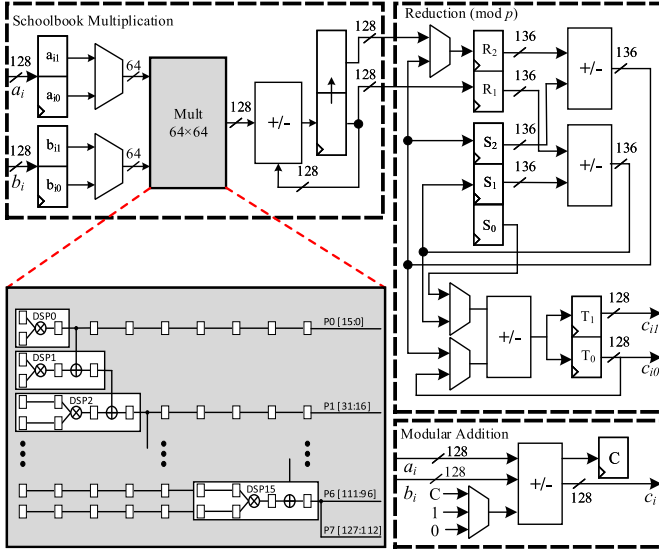 Schoolbook Multiplication
128
a_i
a_i1
a_i0
64
128
b_i
b_i1
b_i0
64
Mult
64×64
128
+/-
128
128
128
Reduction (mod p)
R_2
R_1
136
136
S_2
S_1
S_0
136
136
+/-
136
+/-
136
+/-
T_1
T_0
128
c_i1
128
c_i0
DSP0
P0 [15:0]
DSP1
DSP2
P1 [31:16]
DSP15
P6 [111:96]
P7 [127:112]
Modular Addition
a_i
128
b_i
128
C
1
0
+/-
C
128
c_i